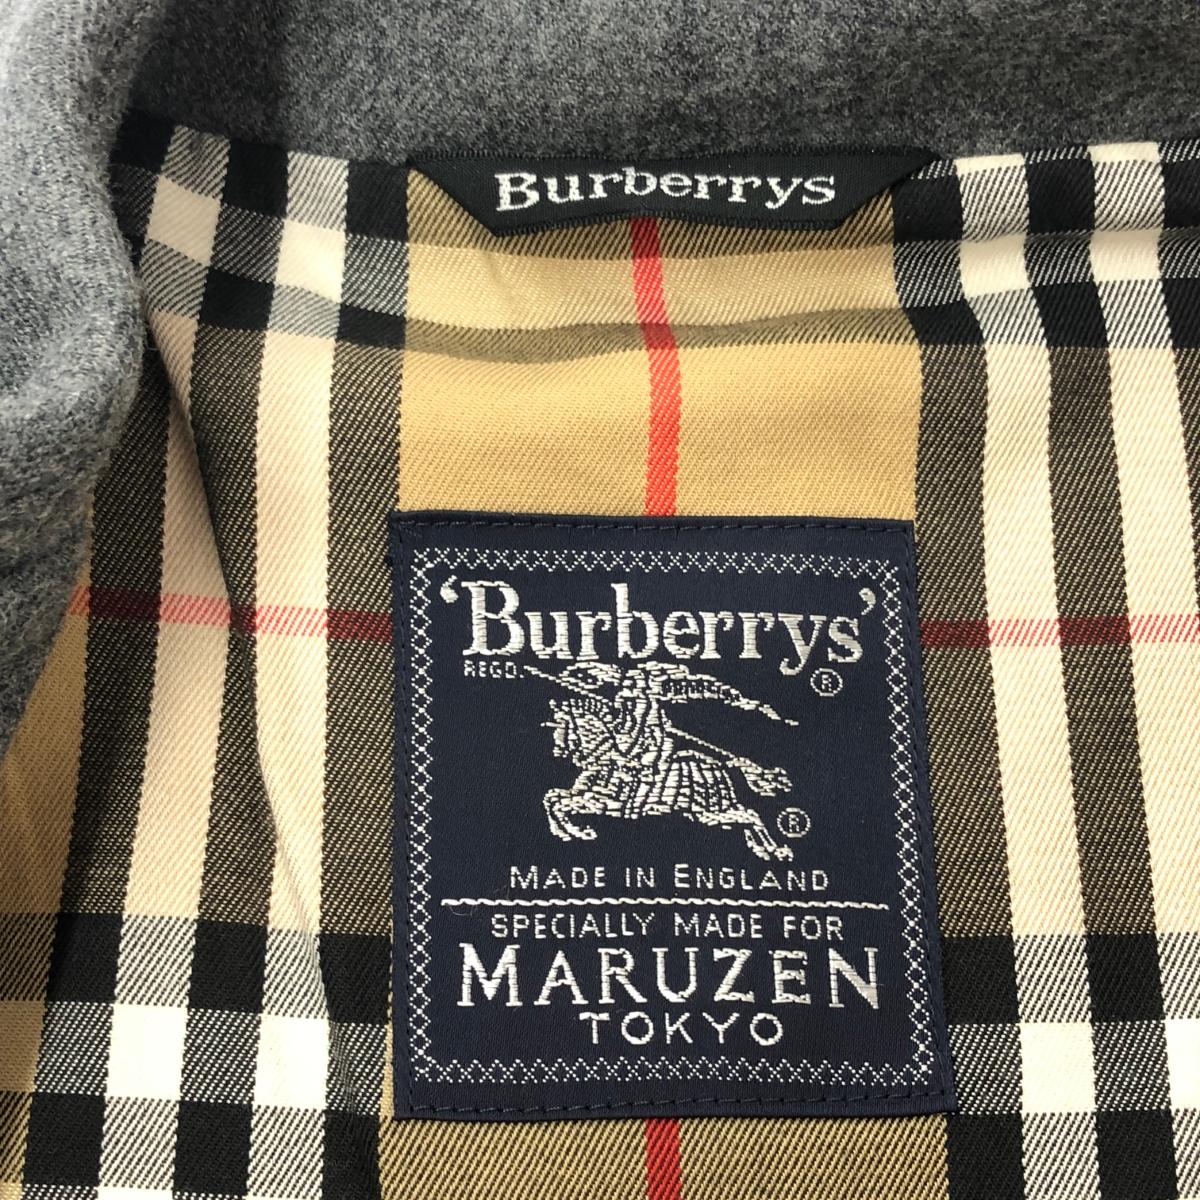 Burberrys
'Burberrys'
REGD. ®
®
MADE IN ENGLAND
SPECIALLY MADE FOR
MARUZEN
TOKYO